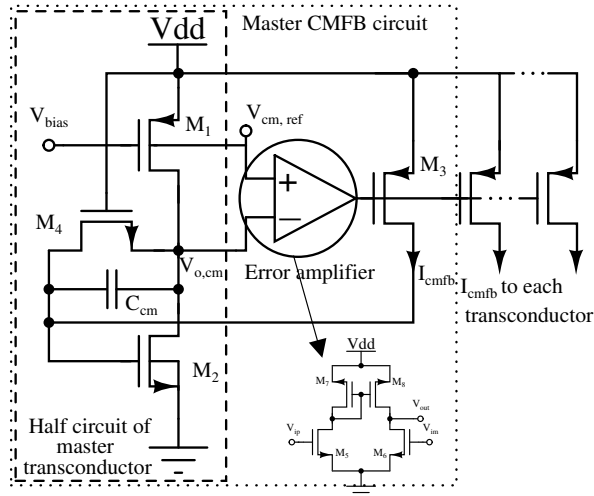 Vdd
Master CMFB circuit
V_bias
M_1
V_cm, ref
M_3
+
−
M_4
V_o,cm
Error amplifier
I_cmfb
I_cmfb to each
transconductor
C_cm
M_2
Half circuit of
master
transconductor
Vdd
M_7
M_8
V_out
V_ip
V_im
M_5
M_6